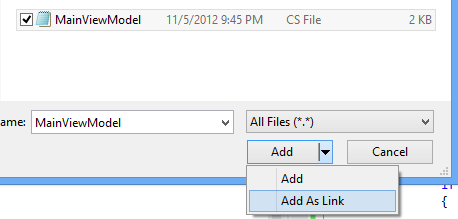 MainViewModel 11/5/2012 9:45 PM CS File 2 KB
ame: MainViewModel All Files (*.*)
Add Cancel
Add
Add As Link
{